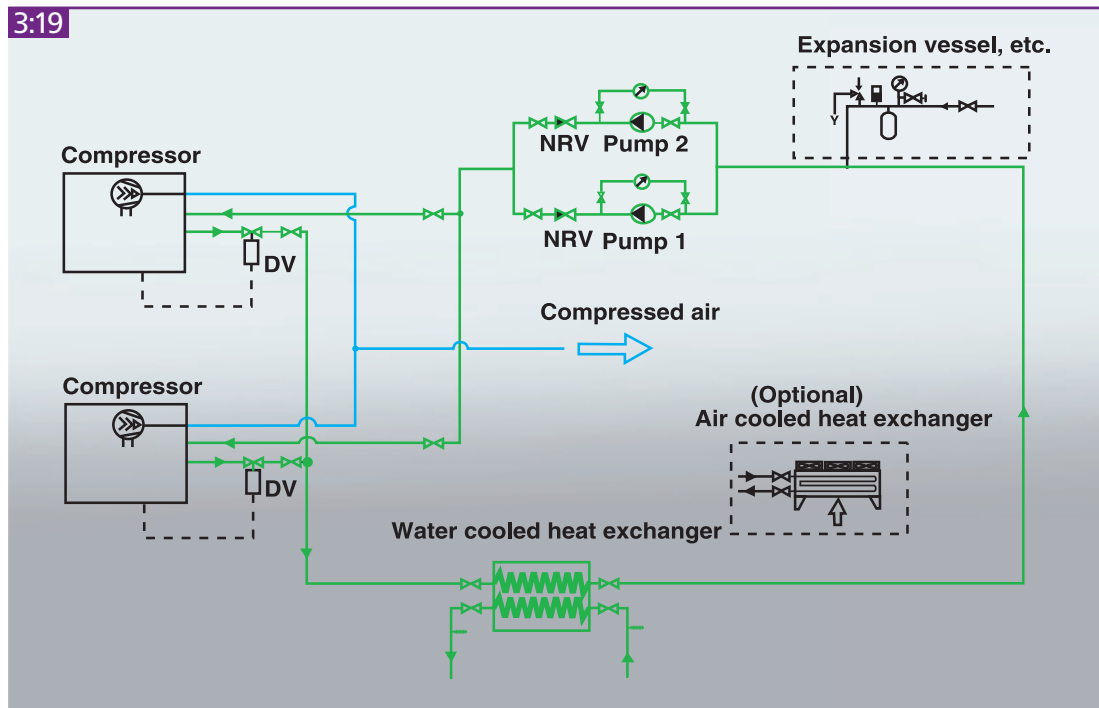 3:19
Expansion vessel, etc.
Y
NRV Pump 2
Compressor
NRV Pump 1
DV
Compressed air
Compressor
(Optional)
Air cooled heat exchanger
DV
Water cooled heat exchanger